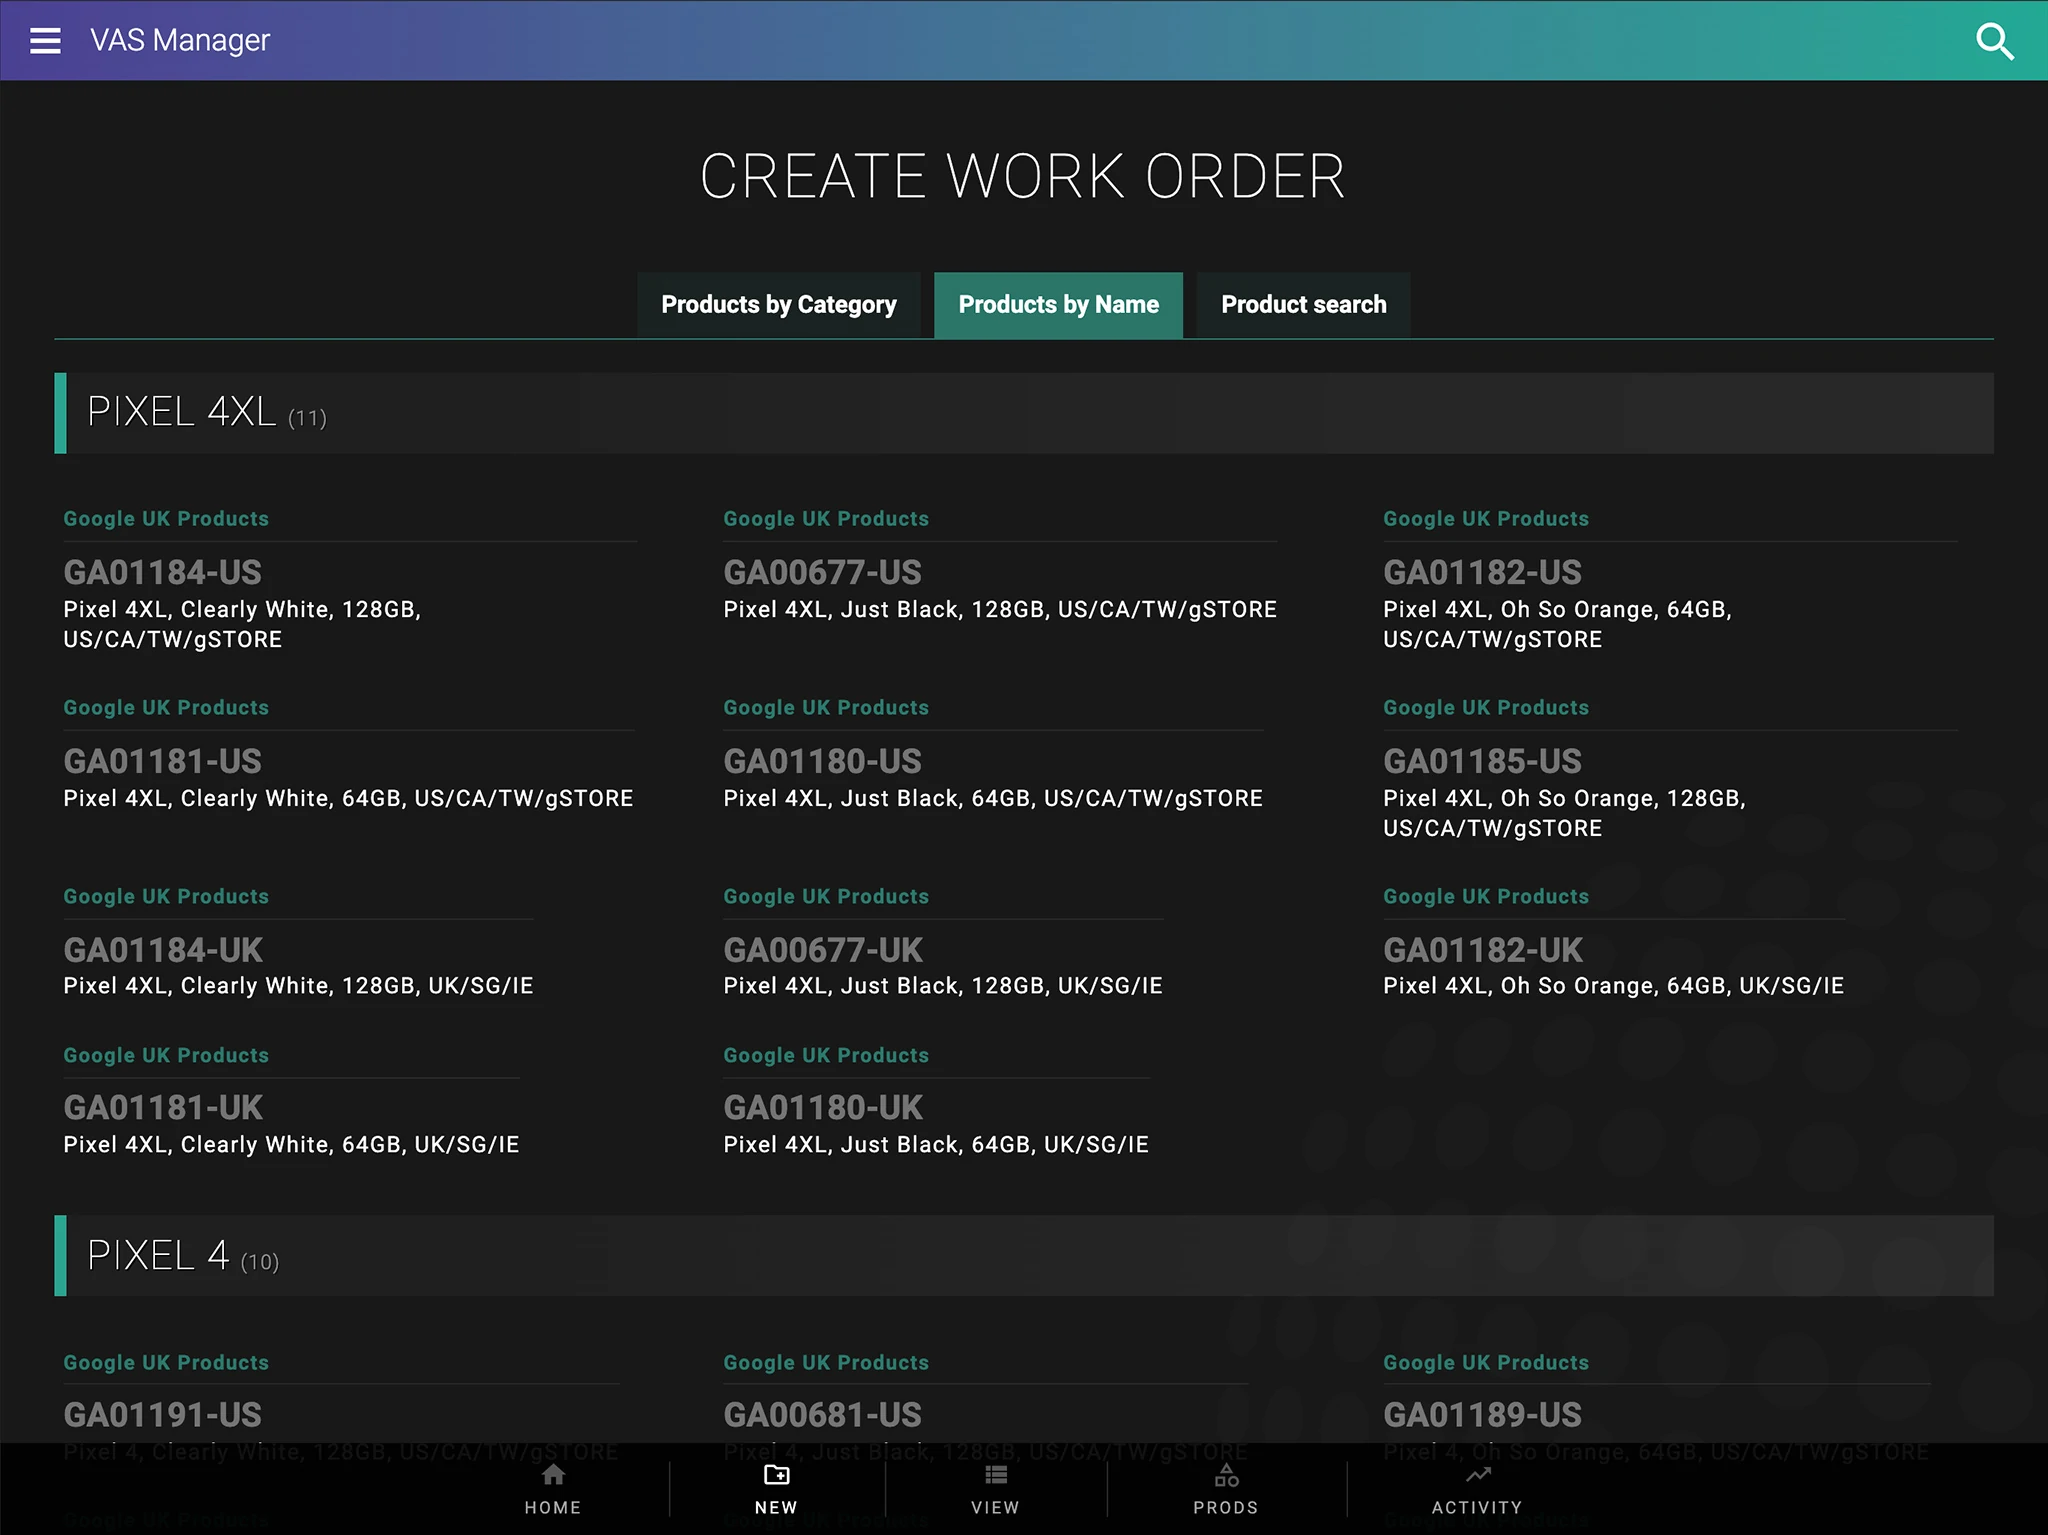 VAS Manager
CREATE WORK ORDER
Products by Category
Products by Name
Product search
PIXEL 4XL (11)
Google UK Products
GA01184-US
Pixel 4XL, Clearly White, 128GB,
US/CA/TW/gSTORE
Google UK Products
GA00677-US
Pixel 4XL, Just Black, 128GB, US/CA/TW/gSTORE
Google UK Products
GA01182-US
Pixel 4XL, Oh So Orange, 64GB,
US/CA/TW/gSTORE
Google UK Products
GA01181-US
Pixel 4XL, Clearly White, 64GB, US/CA/TW/gSTORE
Google UK Products
GA01180-US
Pixel 4XL, Just Black, 64GB, US/CA/TW/gSTORE
Google UK Products
GA01185-US
Pixel 4XL, Oh So Orange, 128GB,
US/CA/TW/gSTORE
Google UK Products
GA01184-UK
Pixel 4XL, Clearly White, 128GB, UK/SG/IE
Google UK Products
GA00677-UK
Pixel 4XL, Just Black, 128GB, UK/SG/IE
Google UK Products
GA01182-UK
Pixel 4XL, Oh So Orange, 64GB, UK/SG/IE
Google UK Products
GA01181-UK
Pixel 4XL, Clearly White, 64GB, UK/SG/IE
Google UK Products
GA01180-UK
Pixel 4XL, Just Black, 64GB, UK/SG/IE
PIXEL 4 (10)
Google UK Products
GA01191-US
Pixel 4, Clearly White, 128GB, US/CA/TW/gSTORE
Google UK Products
GA00681-US
Pixel 4, Just Black, 128GB, US/CA/TW/gSTORE
Google UK Products
GA01189-US
Pixel 4, Oh So Orange, 64GB, US/CA/TW/gSTORE
HOME
NEW
VIEW
PRODS
ACTIVITY